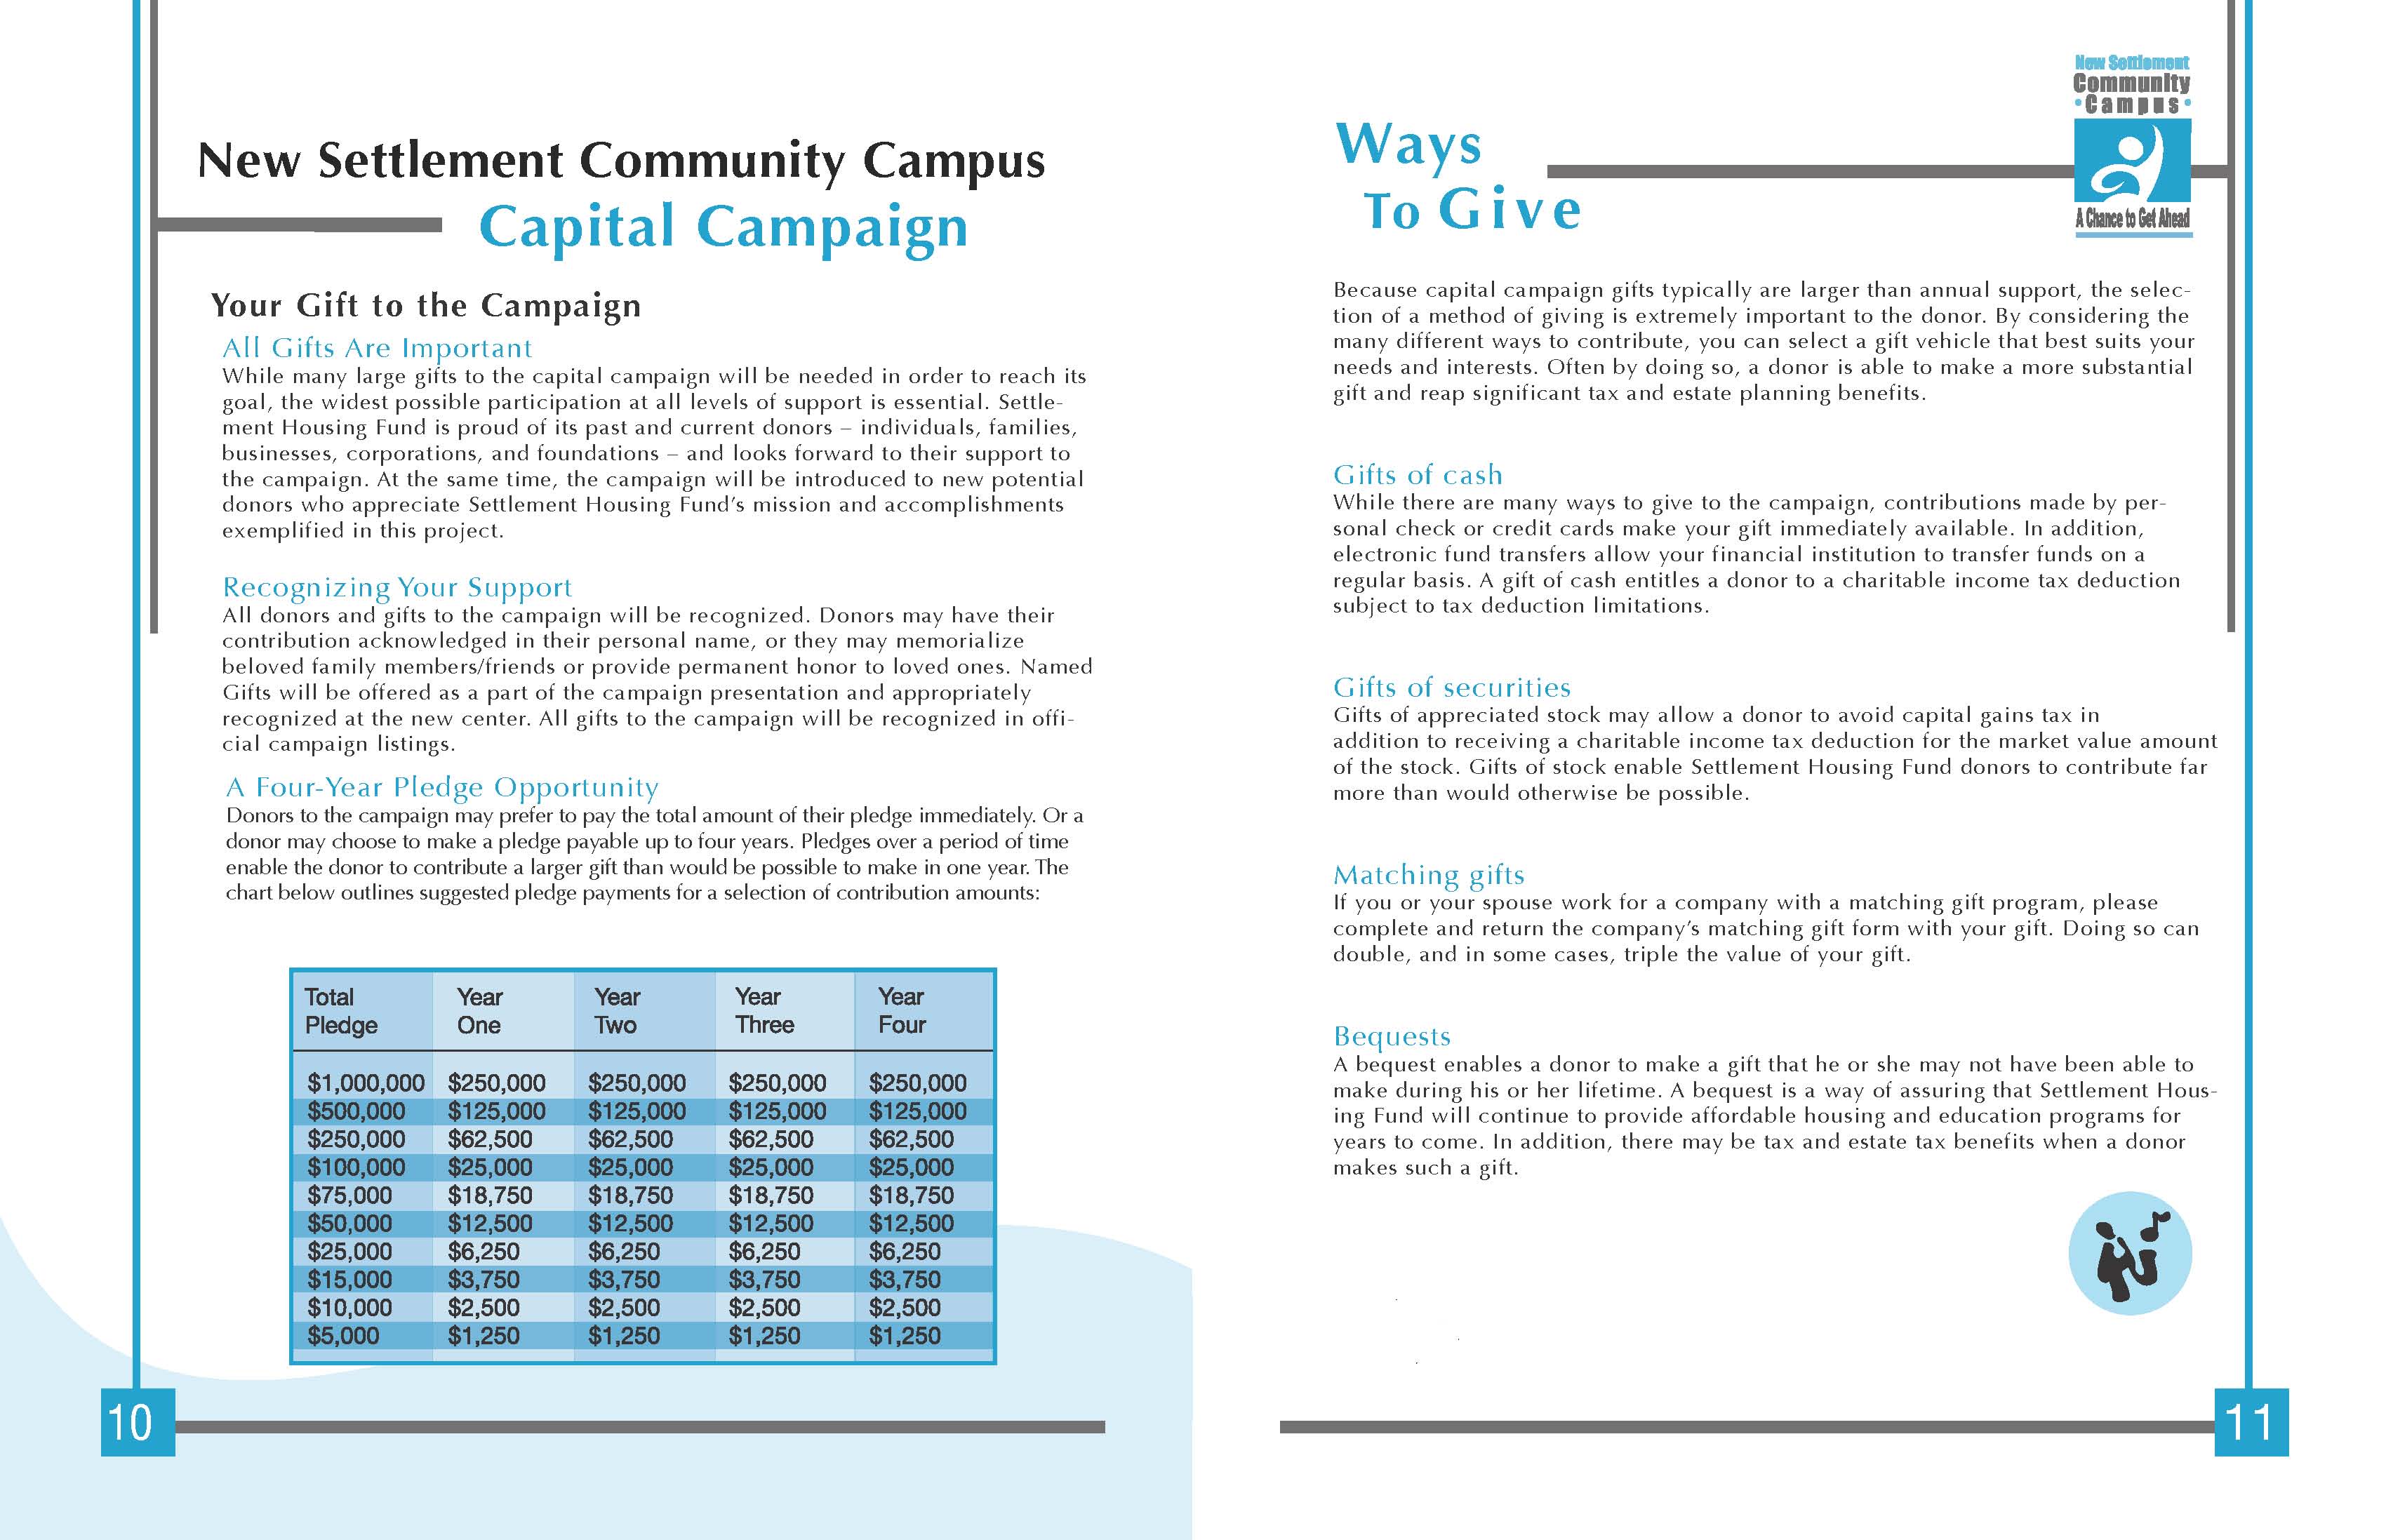 New Settlement Community Campus
Capital Campaign
Your Gift to the Campaign
All Gifts Are Important
While many large gifts to the capital campaign will be needed in order to reach its
goal, the widest possible participation at all levels of support is essential. Settle-
ment Housing Fund is proud of its past and current donors – individuals, families,
businesses, corporations, and foundations – and looks forward to their support to
the campaign. At the same time, the campaign will be introduced to new potential
donors who appreciate Settlement Housing Fund's mission and accomplishments
exemplified in this project.
Recognizing Your Support
All donors and gifts to the campaign will be recognized. Donors may have their
contribution acknowledged in their personal name, or they may memorialize
beloved family members/friends or provide permanent honor to loved ones. Named
Gifts will be offered as a part of the campaign presentation and appropriately
recognized at the new center. All gifts to the campaign will be recognized in offi-
cial campaign listings.
A Four-Year Pledge Opportunity
Donors to the campaign may prefer to pay the total amount of their pledge immediately. Or a
donor may choose to make a pledge payable up to four years. Pledges over a period of time
enable the donor to contribute a larger gift than would be possible to make in one year. The
chart below outlines suggested pledge payments for a selection of contribution amounts:
Total Year Year Year Year
Pledge One Two Three Four
$1,000,000 $250,000 $250,000 $250,000 $250,000
$500,000 $125,000 $125,000 $125,000 $125,000
$250,000 $62,500 $62,500 $62,500 $62,500
$100,000 $25,000 $25,000 $25,000 $25,000
$75,000 $18,750 $18,750 $18,750 $18,750
$50,000 $12,500 $12,500 $12,500 $12,500
$25,000 $6,250 $6,250 $6,250 $6,250
$15,000 $3,750 $3,750 $3,750 $3,750
$10,000 $2,500 $2,500 $2,500 $2,500
$5,000 $1,250 $1,250 $1,250 $1,250
10
New Settlement
Community
•Campus•
A Chance to Get Ahead
Ways
To Give
Because capital campaign gifts typically are larger than annual support, the selec-
tion of a method of giving is extremely important to the donor. By considering the
many different ways to contribute, you can select a gift vehicle that best suits your
needs and interests. Often by doing so, a donor is able to make a more substantial
gift and reap significant tax and estate planning benefits.
Gifts of cash
While there are many ways to give to the campaign, contributions made by per-
sonal check or credit cards make your gift immediately available. In addition,
electronic fund transfers allow your financial institution to transfer funds on a
regular basis. A gift of cash entitles a donor to a charitable income tax deduction
subject to tax deduction limitations.
Gifts of securities
Gifts of appreciated stock may allow a donor to avoid capital gains tax in
addition to receiving a charitable income tax deduction for the market value amount
of the stock. Gifts of stock enable Settlement Housing Fund donors to contribute far
more than would otherwise be possible.
Matching gifts
If you or your spouse work for a company with a matching gift program, please
complete and return the company's matching gift form with your gift. Doing so can
double, and in some cases, triple the value of your gift.
Bequests
A bequest enables a donor to make a gift that he or she may not have been able to
make during his or her lifetime. A bequest is a way of assuring that Settlement Hous-
ing Fund will continue to provide affordable housing and education programs for
years to come. In addition, there may be tax and estate tax benefits when a donor
makes such a gift.
11